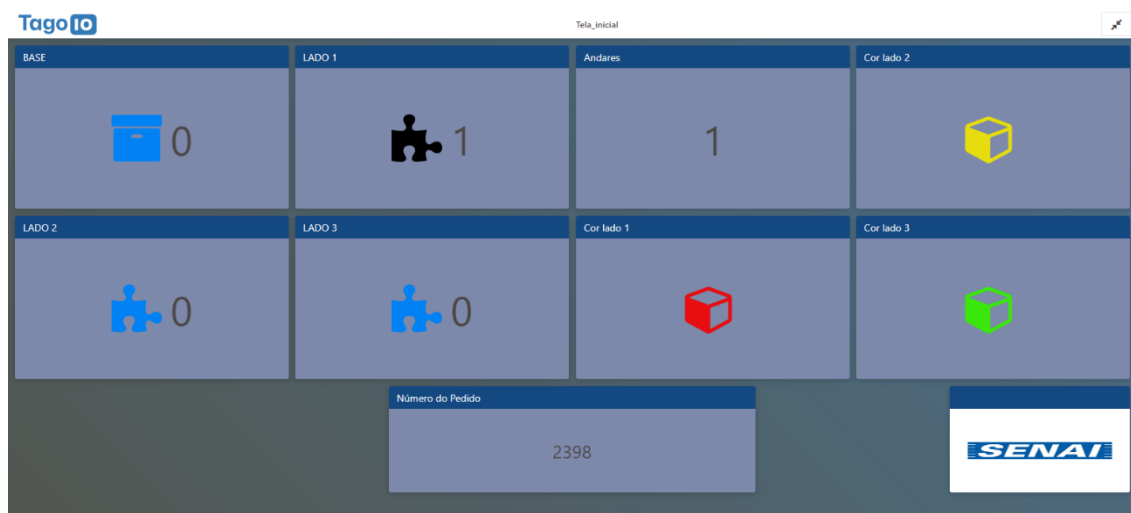 Tago IO
Tela_inicial
BASE
0
LADO 1
1
Andares
1
Cor lado 2
LADO 2
0
LADO 3
0
Cor lado 1
Cor lado 3
Número do Pedido
2398
SENAI